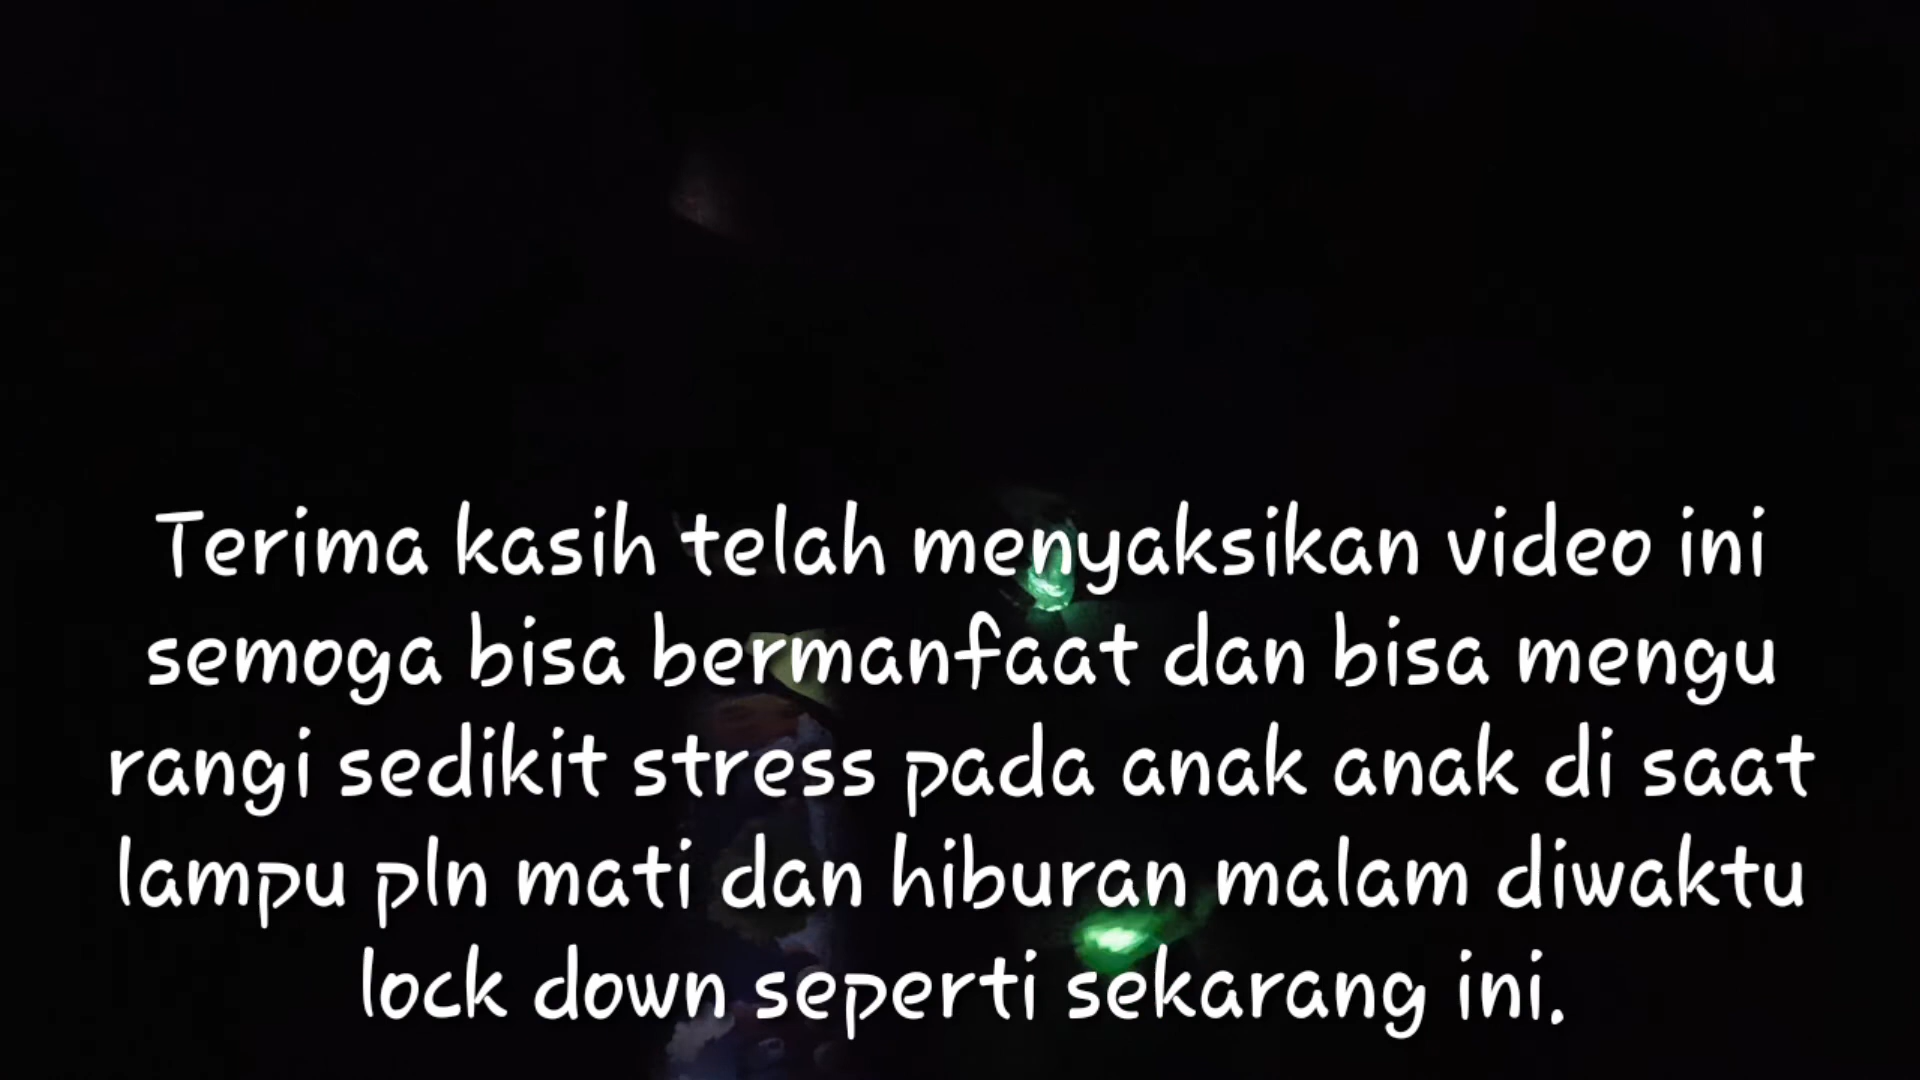 Terima kasih telah menyaksikan video ini
semoga bisa bermanfaat dan bisa mengu
rangi sedikit stress pada anak anak di saat
lampu pln mati dan hiburan malam diwaktu
lock down seperti sekarang ini.